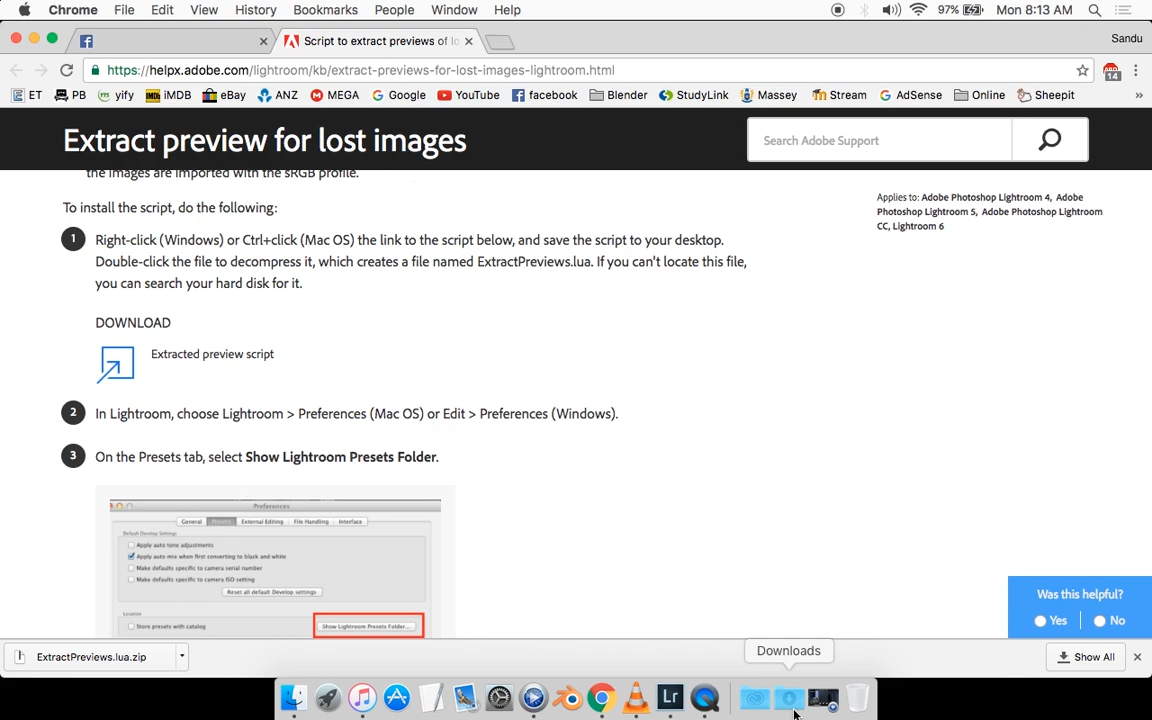 Chrome File Edit View History Bookmarks People Window Help 97% Mon 8:13 AM
Script to extract previews of lo Sandu
https://helpx.adobe.com/lightroom/kb/extract-previews-for-lost-images-lightroom.html 14
ET PB yify iMDB eBay ANZ MEGA Google YouTube facebook Blender StudyLink Massey Stream AdSense Online Sheepit »
Extract preview for lost images
Search Adobe Support
the images are imported with the sRGB profile.
Applies to: Adobe Photoshop Lightroom 4, Adobe
Photoshop Lightroom 5, Adobe Photoshop Lightroom
CC, Lightroom 6
To install the script, do the following:
1 Right-click (Windows) or Ctrl+click (Mac OS) the link to the script below, and save the script to your desktop.
Double-click the file to decompress it, which creates a file named ExtractPreviews.lua. If you can't locate this file,
you can search your hard disk for it.
DOWNLOAD
Extracted preview script
2 In Lightroom, choose Lightroom > Preferences (Mac OS) or Edit > Preferences (Windows).
3 On the Presets tab, select Show Lightroom Presets Folder.
Preferences
General Presets External Editing File Handling Interface
Default Develop Settings
Apply auto tone adjustments
Apply auto mix when first converting to black and white
Make defaults specific to camera serial number
Make defaults specific to camera ISO setting
Reset all default Develop settings
Location
Store presets with catalog
Show Lightroom Presets Folder...
Was this helpful?
Yes No
ExtractPreviews.lua.zip
Downloads
Show All
Lr